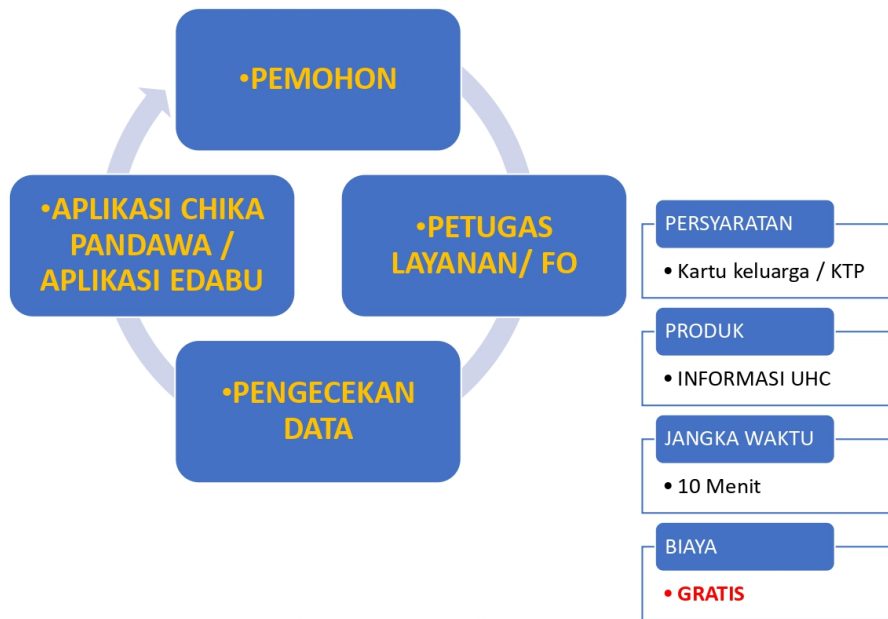 •PEMOHON
•APLIKASI CHIKA
PANDAWA /
APLIKASI EDABU
•PETUGAS
LAYANAN/ FO
•PENGECEKAN
DATA
PERSYARATAN
• Kartu keluarga / KTP
PRODUK
• INFORMASI UHC
JANGKA WAKTU
• 10 Menit
BIAYA
• GRATIS